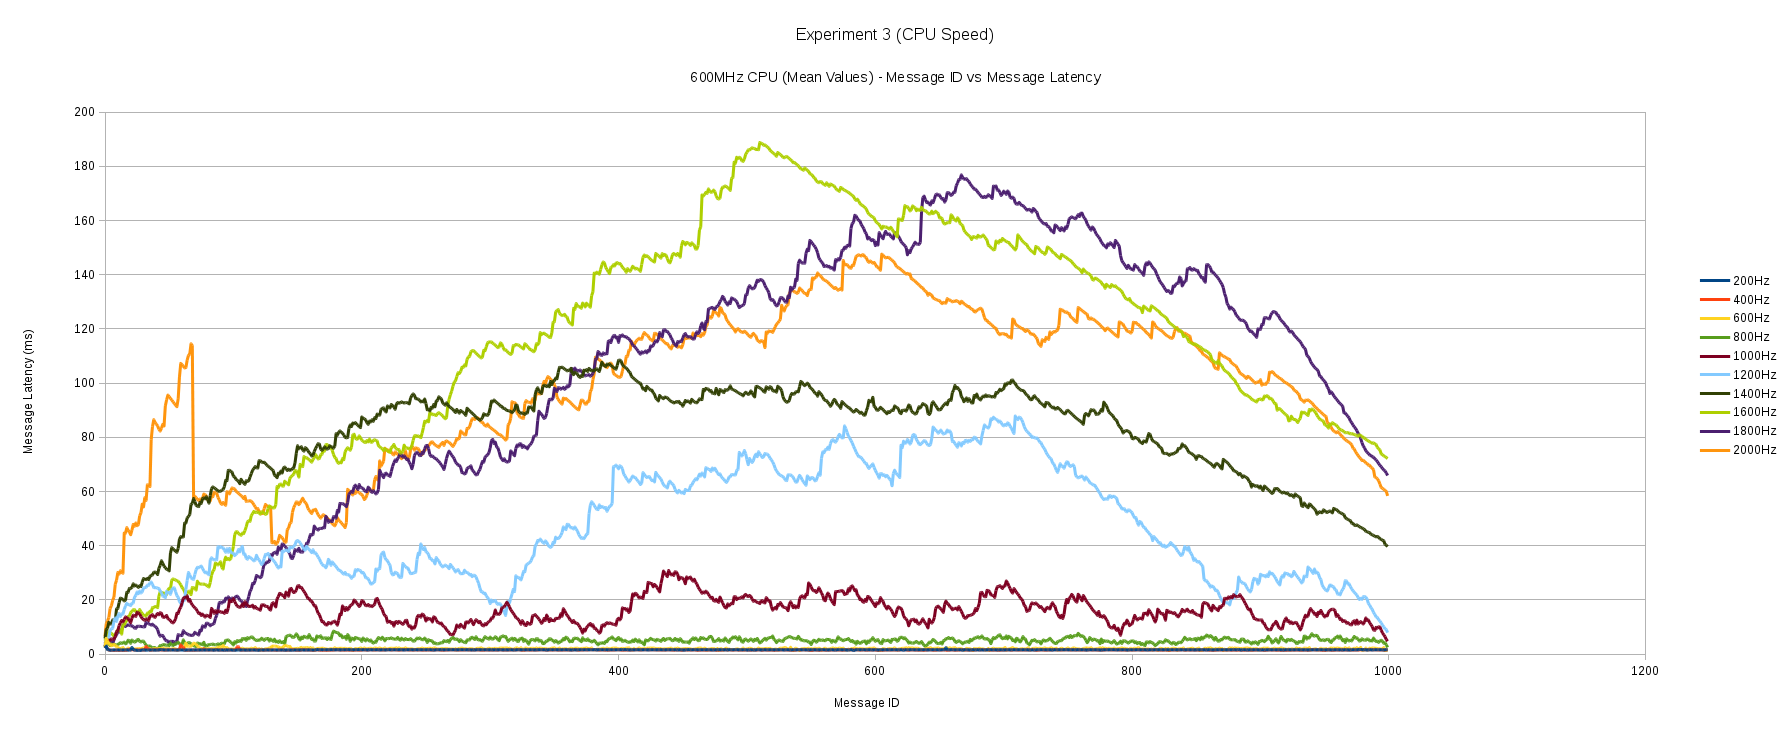 Experiment 3 (CPU Speed)
600MHz CPU (Mean Values) - Message ID vs Message Latency
200
180
160
140
120
100
80
60
40
20
0
Message Latency (ms)
0 200 400 600 800 1000 1200
Message ID
200Hz
400Hz
600Hz
800Hz
1000Hz
1200Hz
1400Hz
1600Hz
1800Hz
2000Hz